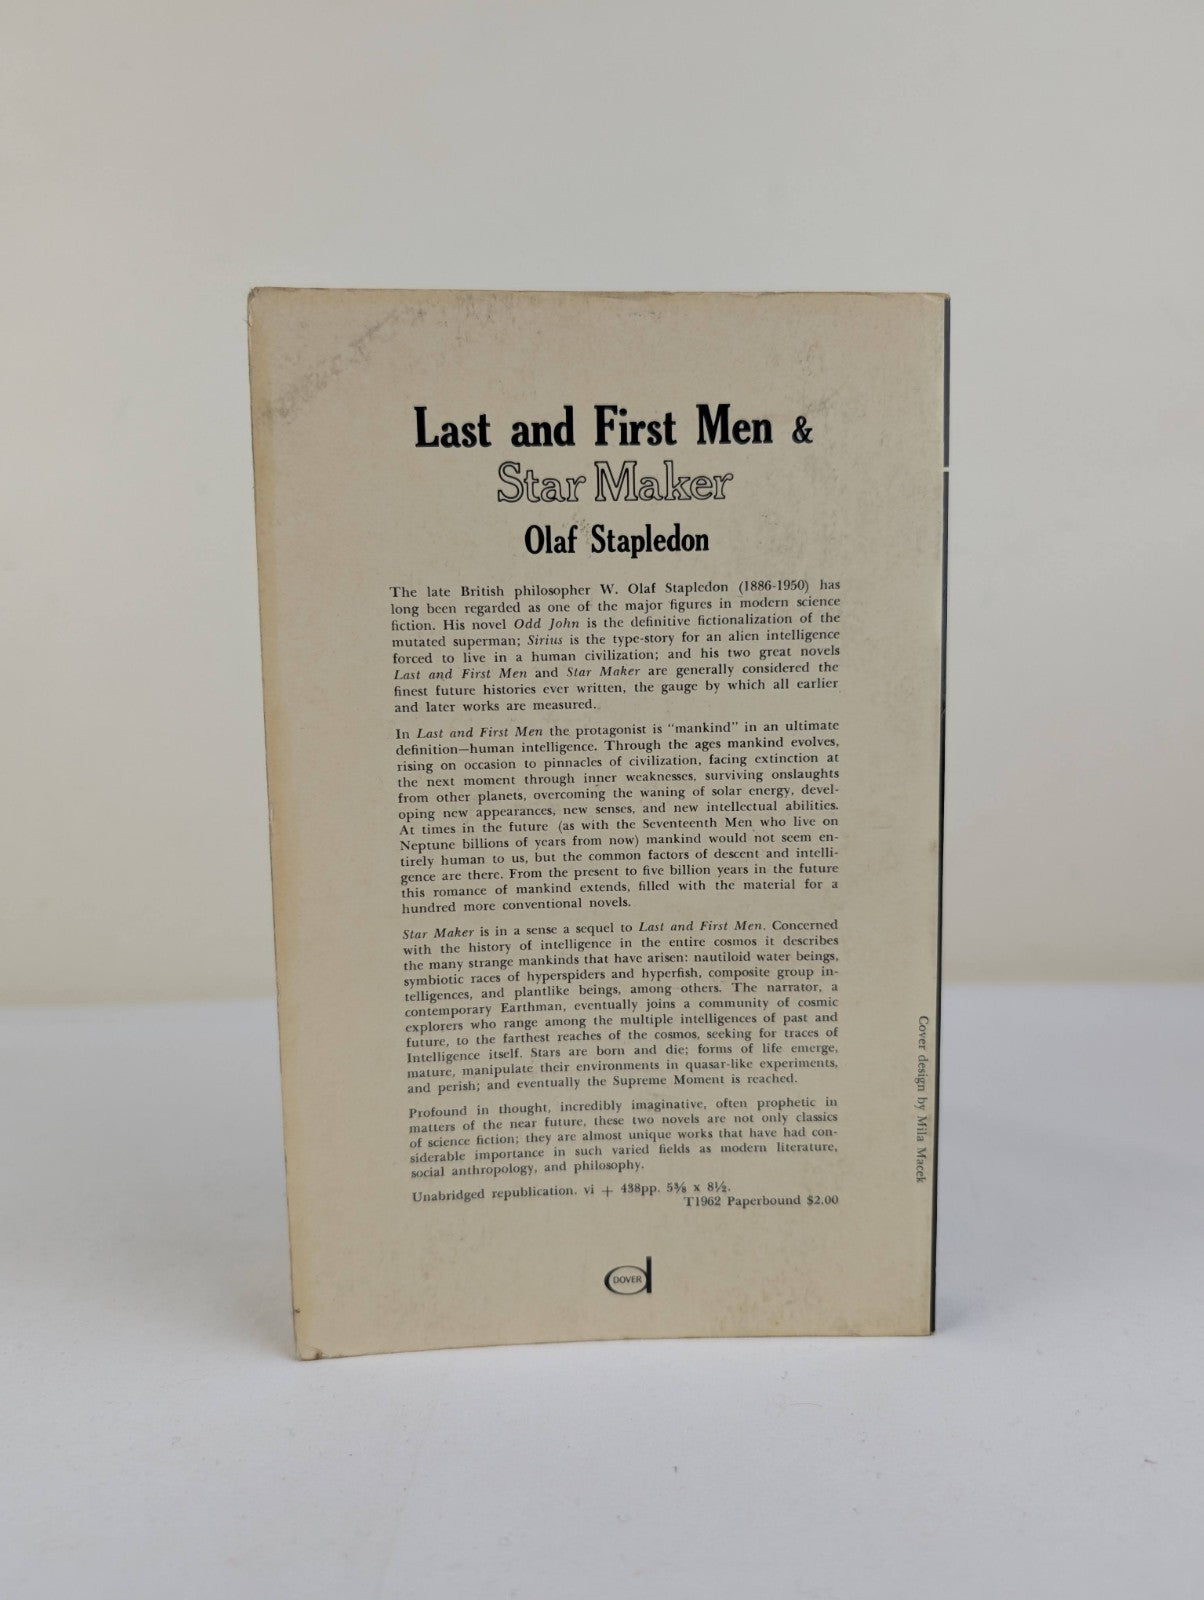 Last and First Men &
Star Maker
Olaf Stapledon
The late British philosopher W. Olaf Stapledon (1886-1950) has
long been regarded as one of the major figures in modern science
fiction. His novel Odd John is the definitive fictionalization of the
mutated superman; Sirius is the type-story for an alien intelligence
forced to live in a human civilization; and his two great novels
Last and First Men and Star Maker are generally considered the
finest future histories ever written, the gauge by which all earlier
and later works are measured.
In Last and First Men the protagonist is "mankind" in an ultimate
definition—human intelligence. Through the ages mankind evolves,
rising on occasion to pinnacles of civilization, facing extinction at
the next moment through inner weaknesses, surviving onslaughts
from other planets, overcoming the waning of solar energy, devel-
oping new appearances, new senses, and new intellectual abilities.
At times in the future (as with the Seventeenth Men who live on
Neptune billions of years from now) mankind would not seem en-
tirely human to us, but the common factors of descent and intelli-
gence are there. From the present to five billion years in the future
this romance of mankind extends, filled with the material for a
hundred more conventional novels.
Star Maker is in a sense a sequel to Last and First Men. Concerned
with the history of intelligence in the entire cosmos it describes
the many strange mankinds that have arisen: nautiloid water beings,
symbiotic races of hyperspiders and hyperfish, composite group in-
telligences, and plantlike beings, among others. The narrator, a
contemporary Earthman, eventually joins a community of cosmic
explorers who range among the multiple intelligences of past and
future, to the farthest reaches of the cosmos, seeking for traces of
Intelligence itself. Stars are born and die; forms of life emerge,
mature, manipulate their environments in quasar-like experiments,
and perish; and eventually the Supreme Moment is reached.
Profound in thought, incredibly imaginative, often prophetic in
matters of the near future, these two novels are not only classics
of science fiction; they are almost unique works that have had con-
siderable importance in such varied fields as modern literature,
social anthropology, and philosophy.
Unabridged republication. vi + 438pp. 5⅜ x 8½.
T1962 Paperbound $2.00
DOVER
Cover design by Mila Macek